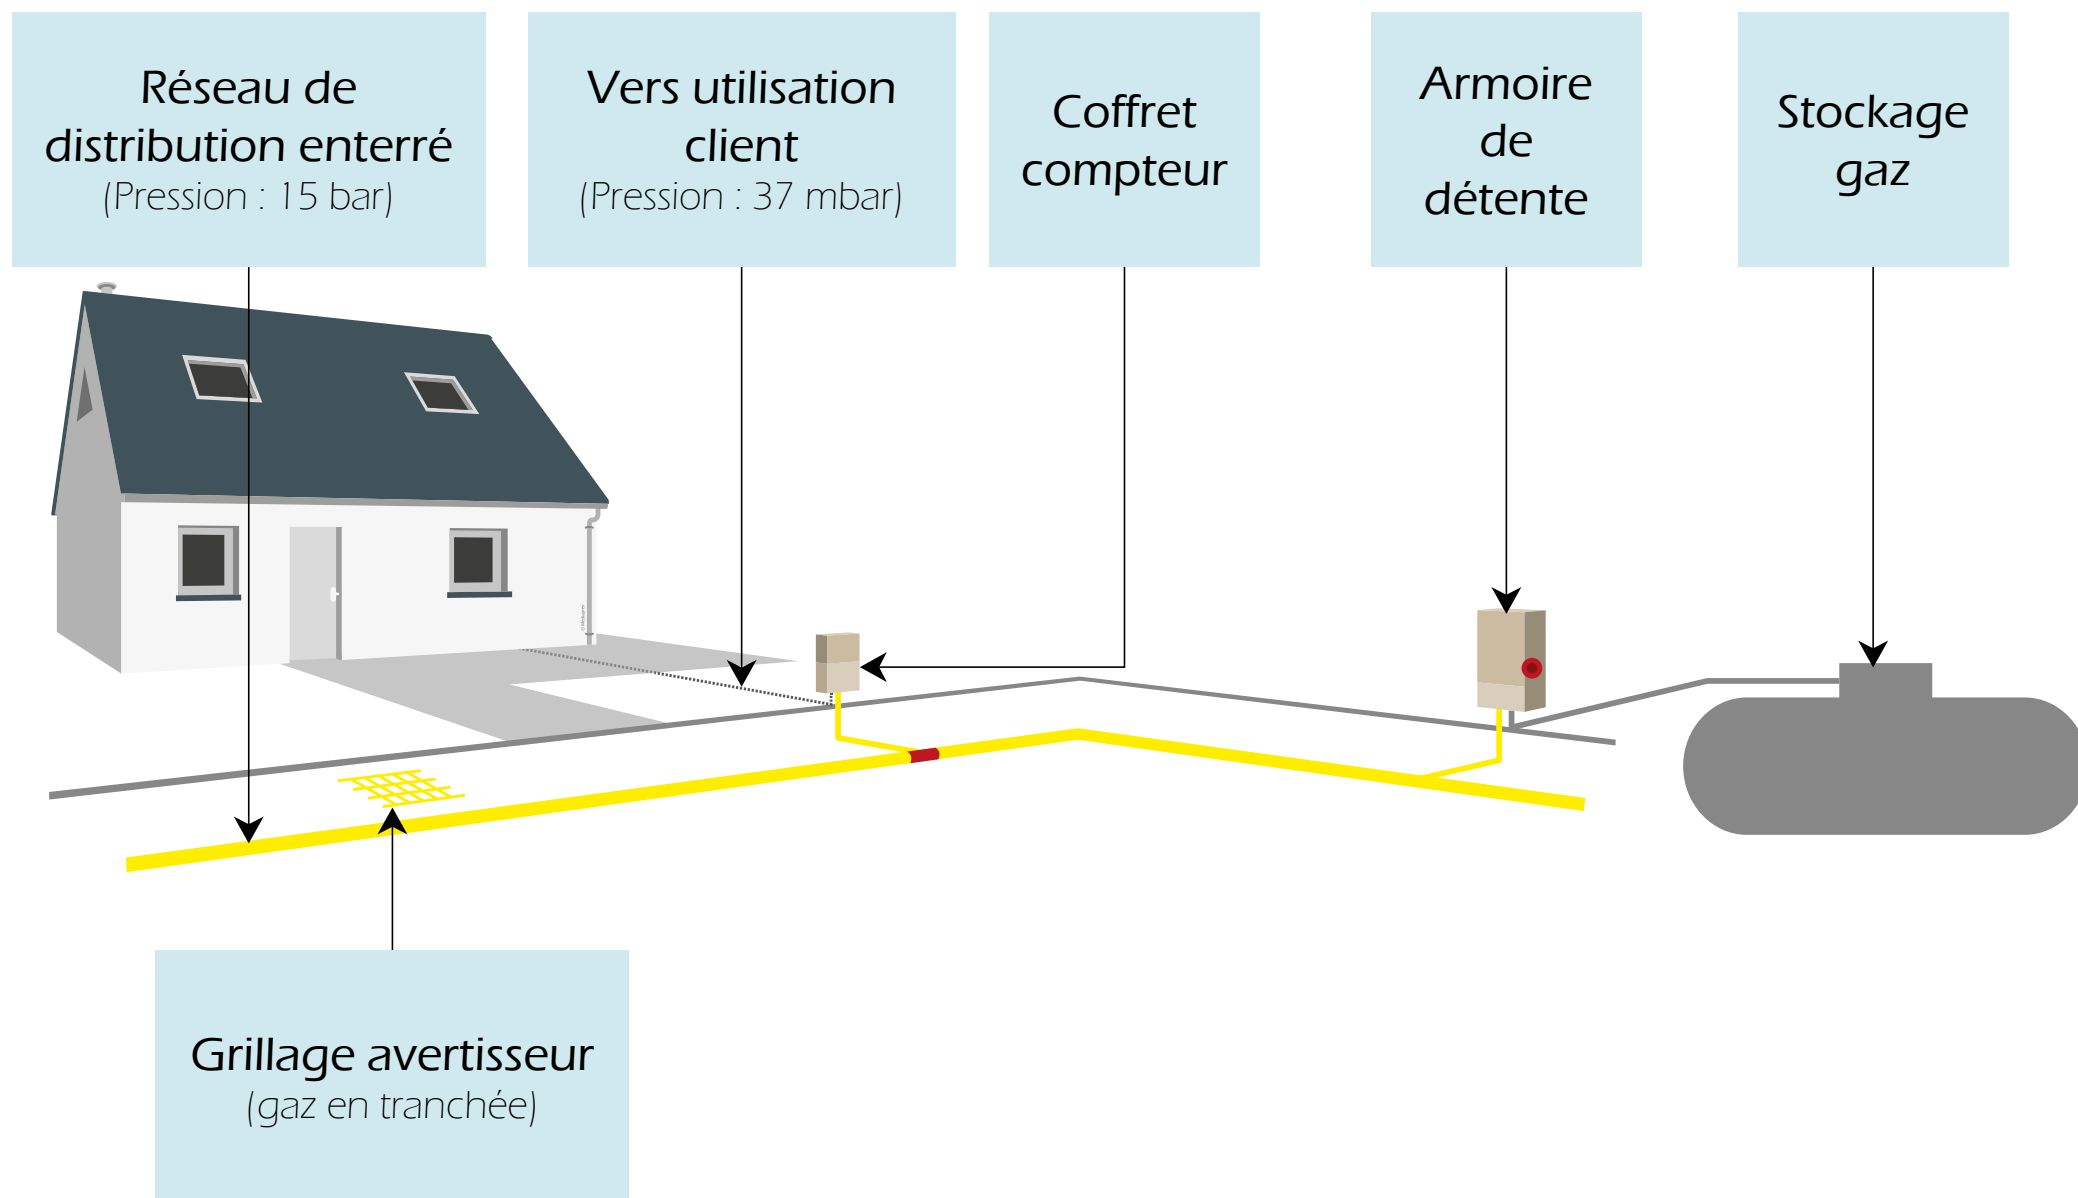 Réseau de
distribution enterré
(Pression : 15 bar)
Vers utilisation
client
(Pression : 37 mbar)
Coffret
compteur
Armoire
de
détente
Stockage
gaz
Grillage avertisseur
(gaz en tranchée)